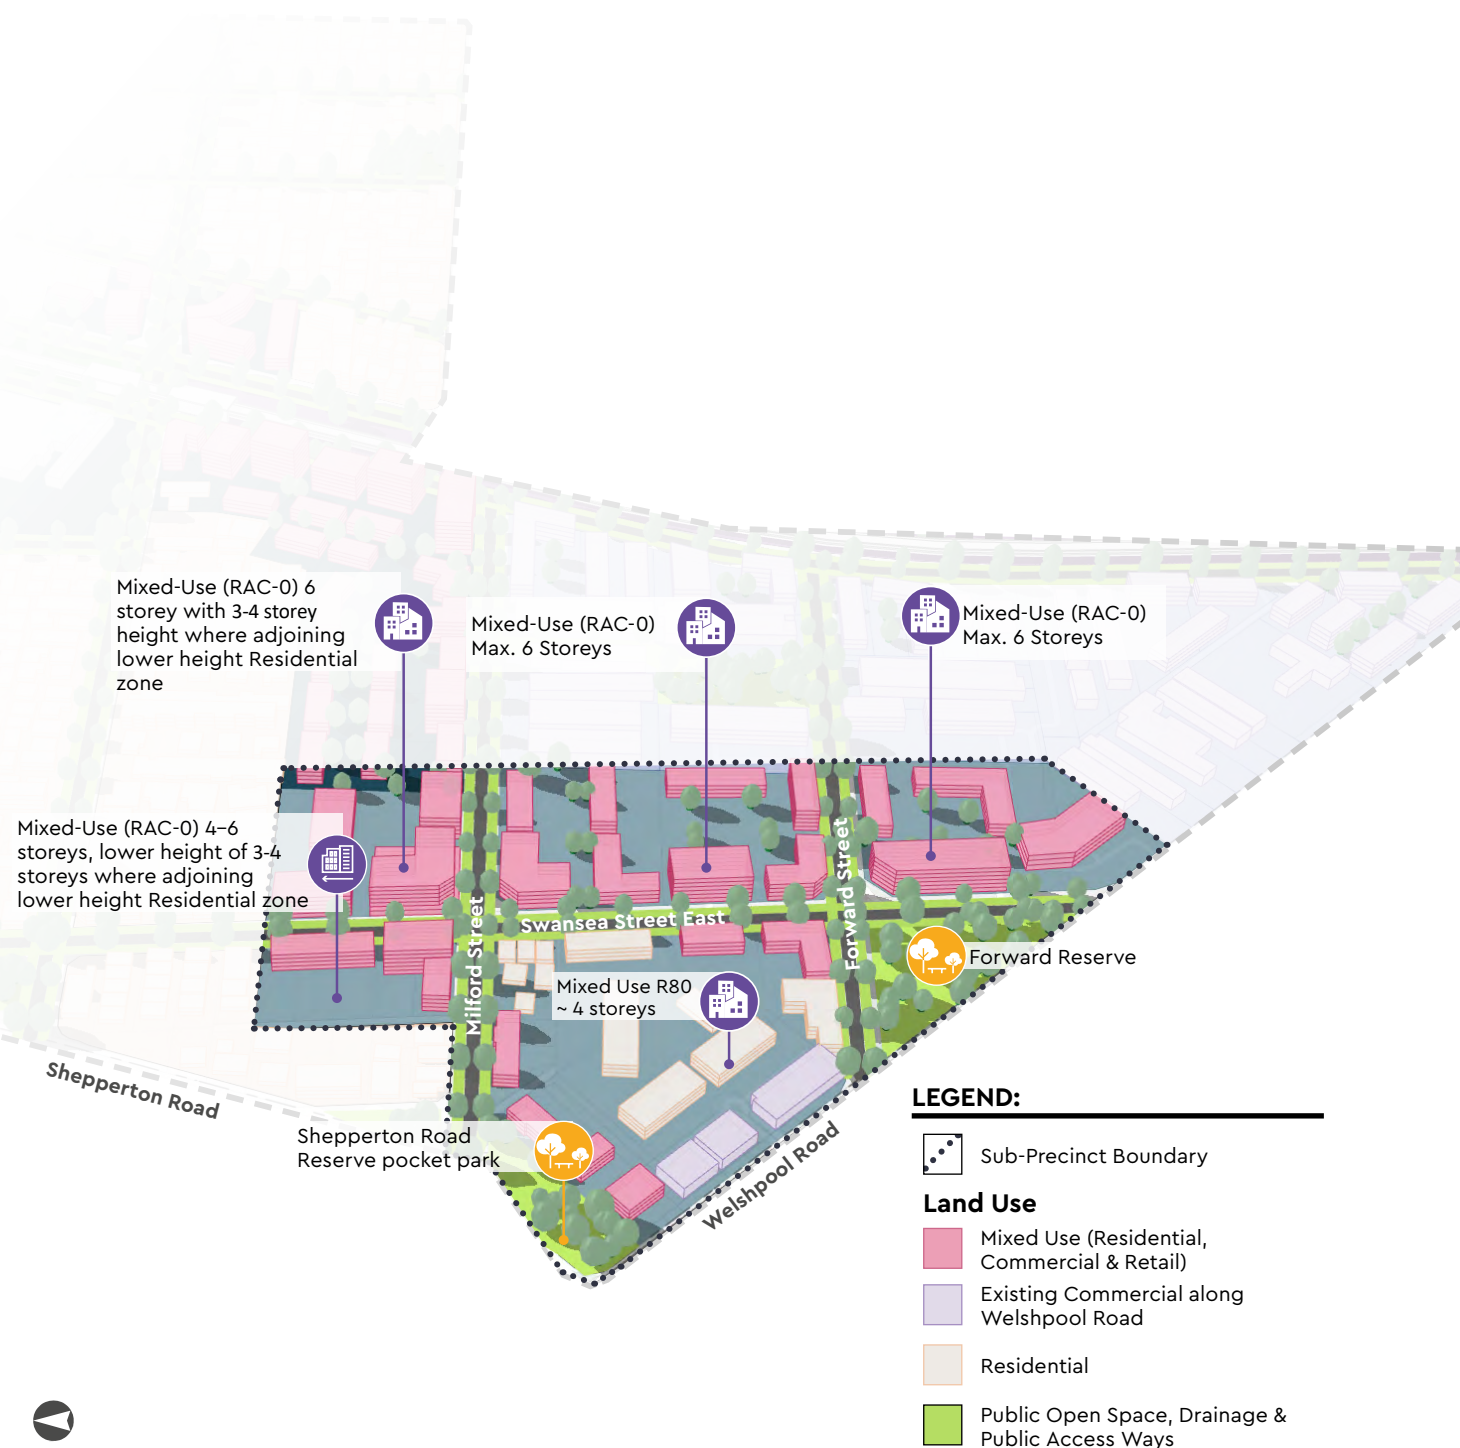 Mixed-Use (RAC-0) 6
storey with 3-4 storey
height where adjoining
lower height Residential
zone
Mixed-Use (RAC-0)
Max. 6 Storeys
Mixed-Use (RAC-0)
Max. 6 Storeys
Mixed-Use (RAC-0) 4-6
storeys, lower height of 3-4
storeys where adjoining
lower height Residential zone
Milford Street
Swansea Street East
Forward Street
Forward Reserve
Mixed Use R80
~ 4 storeys
Shepperton Road
Shepperton Road
Reserve pocket park
Welshpool Road
LEGEND:
Sub-Precinct Boundary
Land Use
Mixed Use (Residential,
Commercial & Retail)
Existing Commercial along
Welshpool Road
Residential
Public Open Space, Drainage &
Public Access Ways